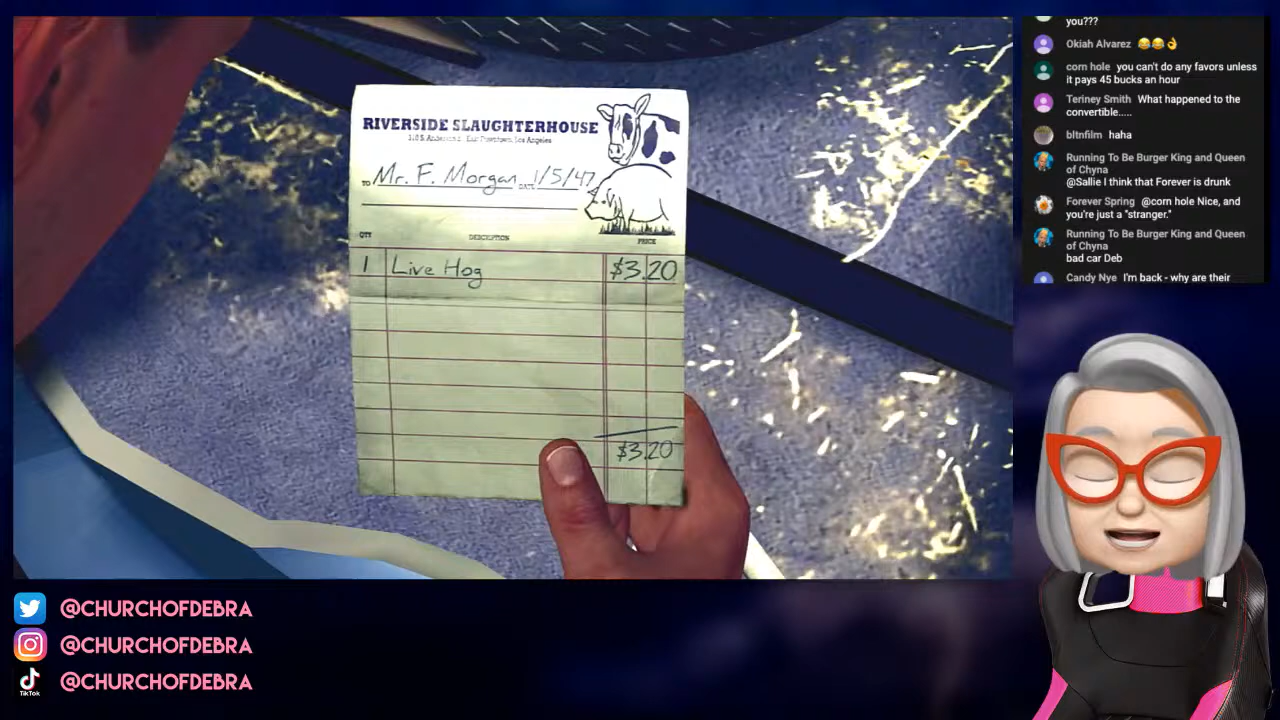 RIVERSIDE SLAUGHTERHOUSE
Los Angeles
TO Mr. F. Morgan DATE 1/5/47
QTY DESCRIPTION PRICE
1 Live Hog $3.20
$3.20
you???
Okiah Alvarez 😂😂👌
corn hole you can't do any favors unless
it pays 45 bucks an hour
Teriney Smith What happened to the
convertible.....
bltnfilm haha
Running To Be Burger King and Queen
of Chyna
@Sallie I think that Forever is drunk
Forever Spring @corn hole Nice, and
you're just a "stranger."
Running To Be Burger King and Queen
of Chyna
bad car Deb
Candy Nye I'm back - why are their
@CHURCHOFDEBRA
@CHURCHOFDEBRA
TikTok @CHURCHOFDEBRA